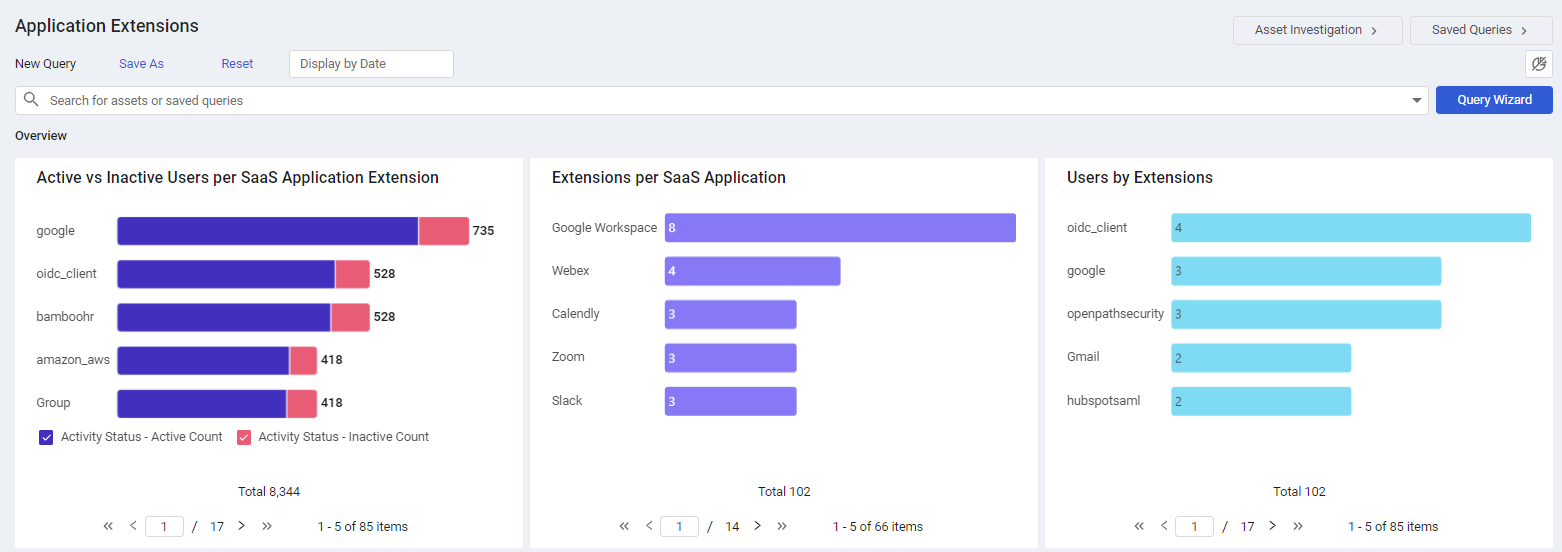 Application Extensions
Asset Investigation
Saved Queries
New Query
Save As
Reset
Display by Date
Search for assets or saved queries
Query Wizard
Overview
Active vs Inactive Users per SaaS Application Extension
google 735
oidc_client 528
bamboohr 528
amazon_aws 418
Group 418
Activity Status - Active Count
Activity Status - Inactive Count
Total 8,344
1 / 17
1 - 5 of 85 items
Extensions per SaaS Application
Google Workspace 8
Webex 4
Calendly 3
Zoom 3
Slack 3
Total 102
1 / 14
1 - 5 of 66 items
Users by Extensions
oidc_client 4
google 3
openpathsecurity 3
Gmail 2
hubspotsaml 2
Total 102
1 / 17
1 - 5 of 85 items